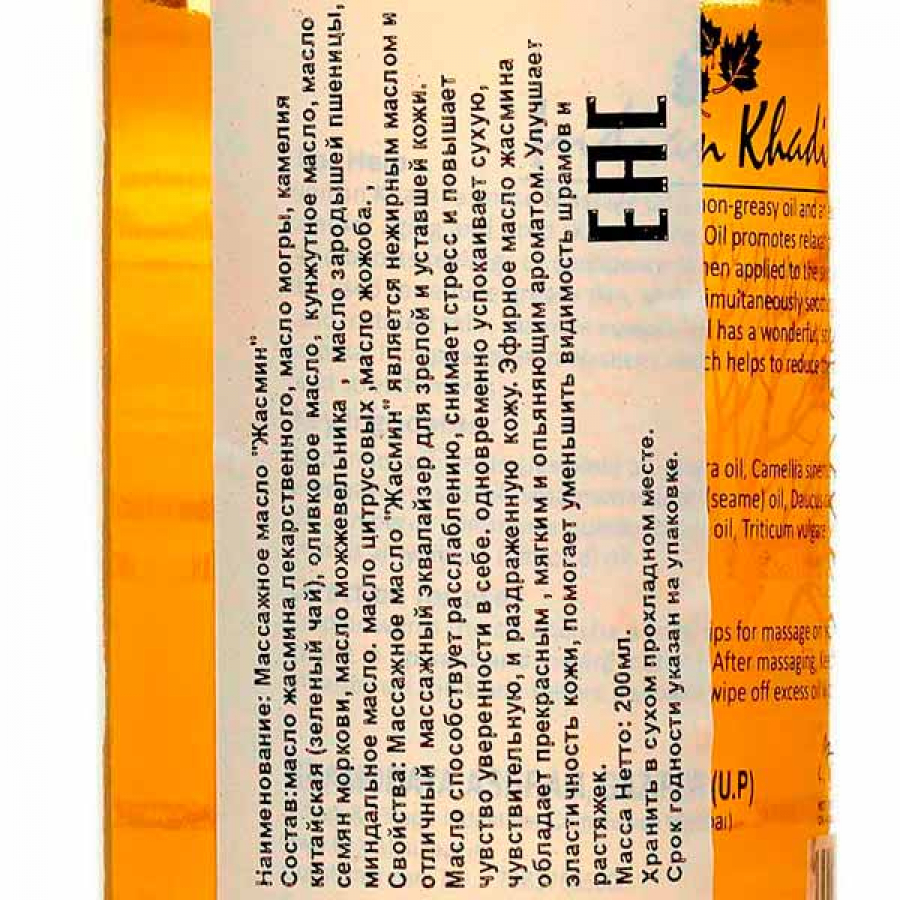 Наименование: Массажное масло "Жасмин"
Состав:масло жасмина лекарственного, масло могры, камелия
китайская (зеленый чай), оливковое масло, кунжутное масло, масло
семян моркови, масло можжевельника , масло зародышей пшеницы,
миндальное масло. масло цитрусовых ,масло жожоба. ,
Свойства: Массажное масло "Жасмин" является нежирным маслом и
отличный массажный эквалайзер для зрелой и уставшей кожи.
Масло способствует расслаблению, снимает стресс и повышает
чувство уверенности в себе. одновременно успокаивает сухую,
чувствительную, и раздраженную кожу. Эфирное масло жасмина
обладает прекрасным , мягким и опьяняющим ароматом. Улучшает
эластичность кожи, помогает уменьшить видимость шрамов и
растяжек.
Масса Нетто: 200мл.
Хранить в сухом прохладном месте.
Срок годности указан на упаковке.
EAC
Khadi
non-greasy oil and
Oil promotes
applied to the
has a wonderful,
helps to reduce
oil, Camellia
(seame) oil,
oil, Triticum vulgare
for massage on
After massaging,
wipe off excess oil
(U.P)